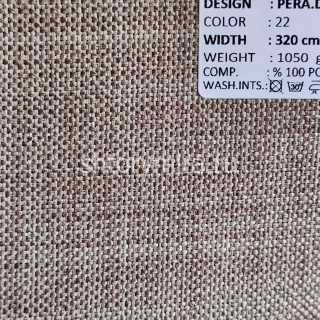 DESIGN : PERA.D
COLOR : 22
WIDTH : 320 cm
WEIGHT : 1050 g
COMP. : % 100 PO
WASH.INTS.: